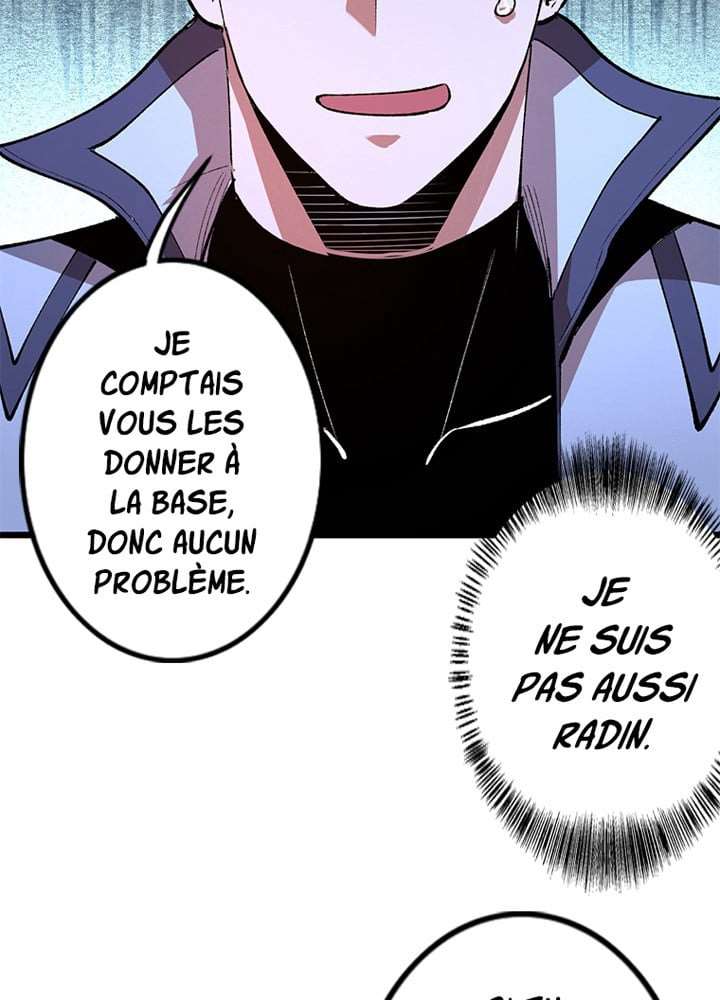 JE
COMPTAIS
VOUS LES
DONNER À
LA BASE,
DONC AUCUN
PROBLÈME.
JE
NE SUIS
PAS AUSSI
RADIN.